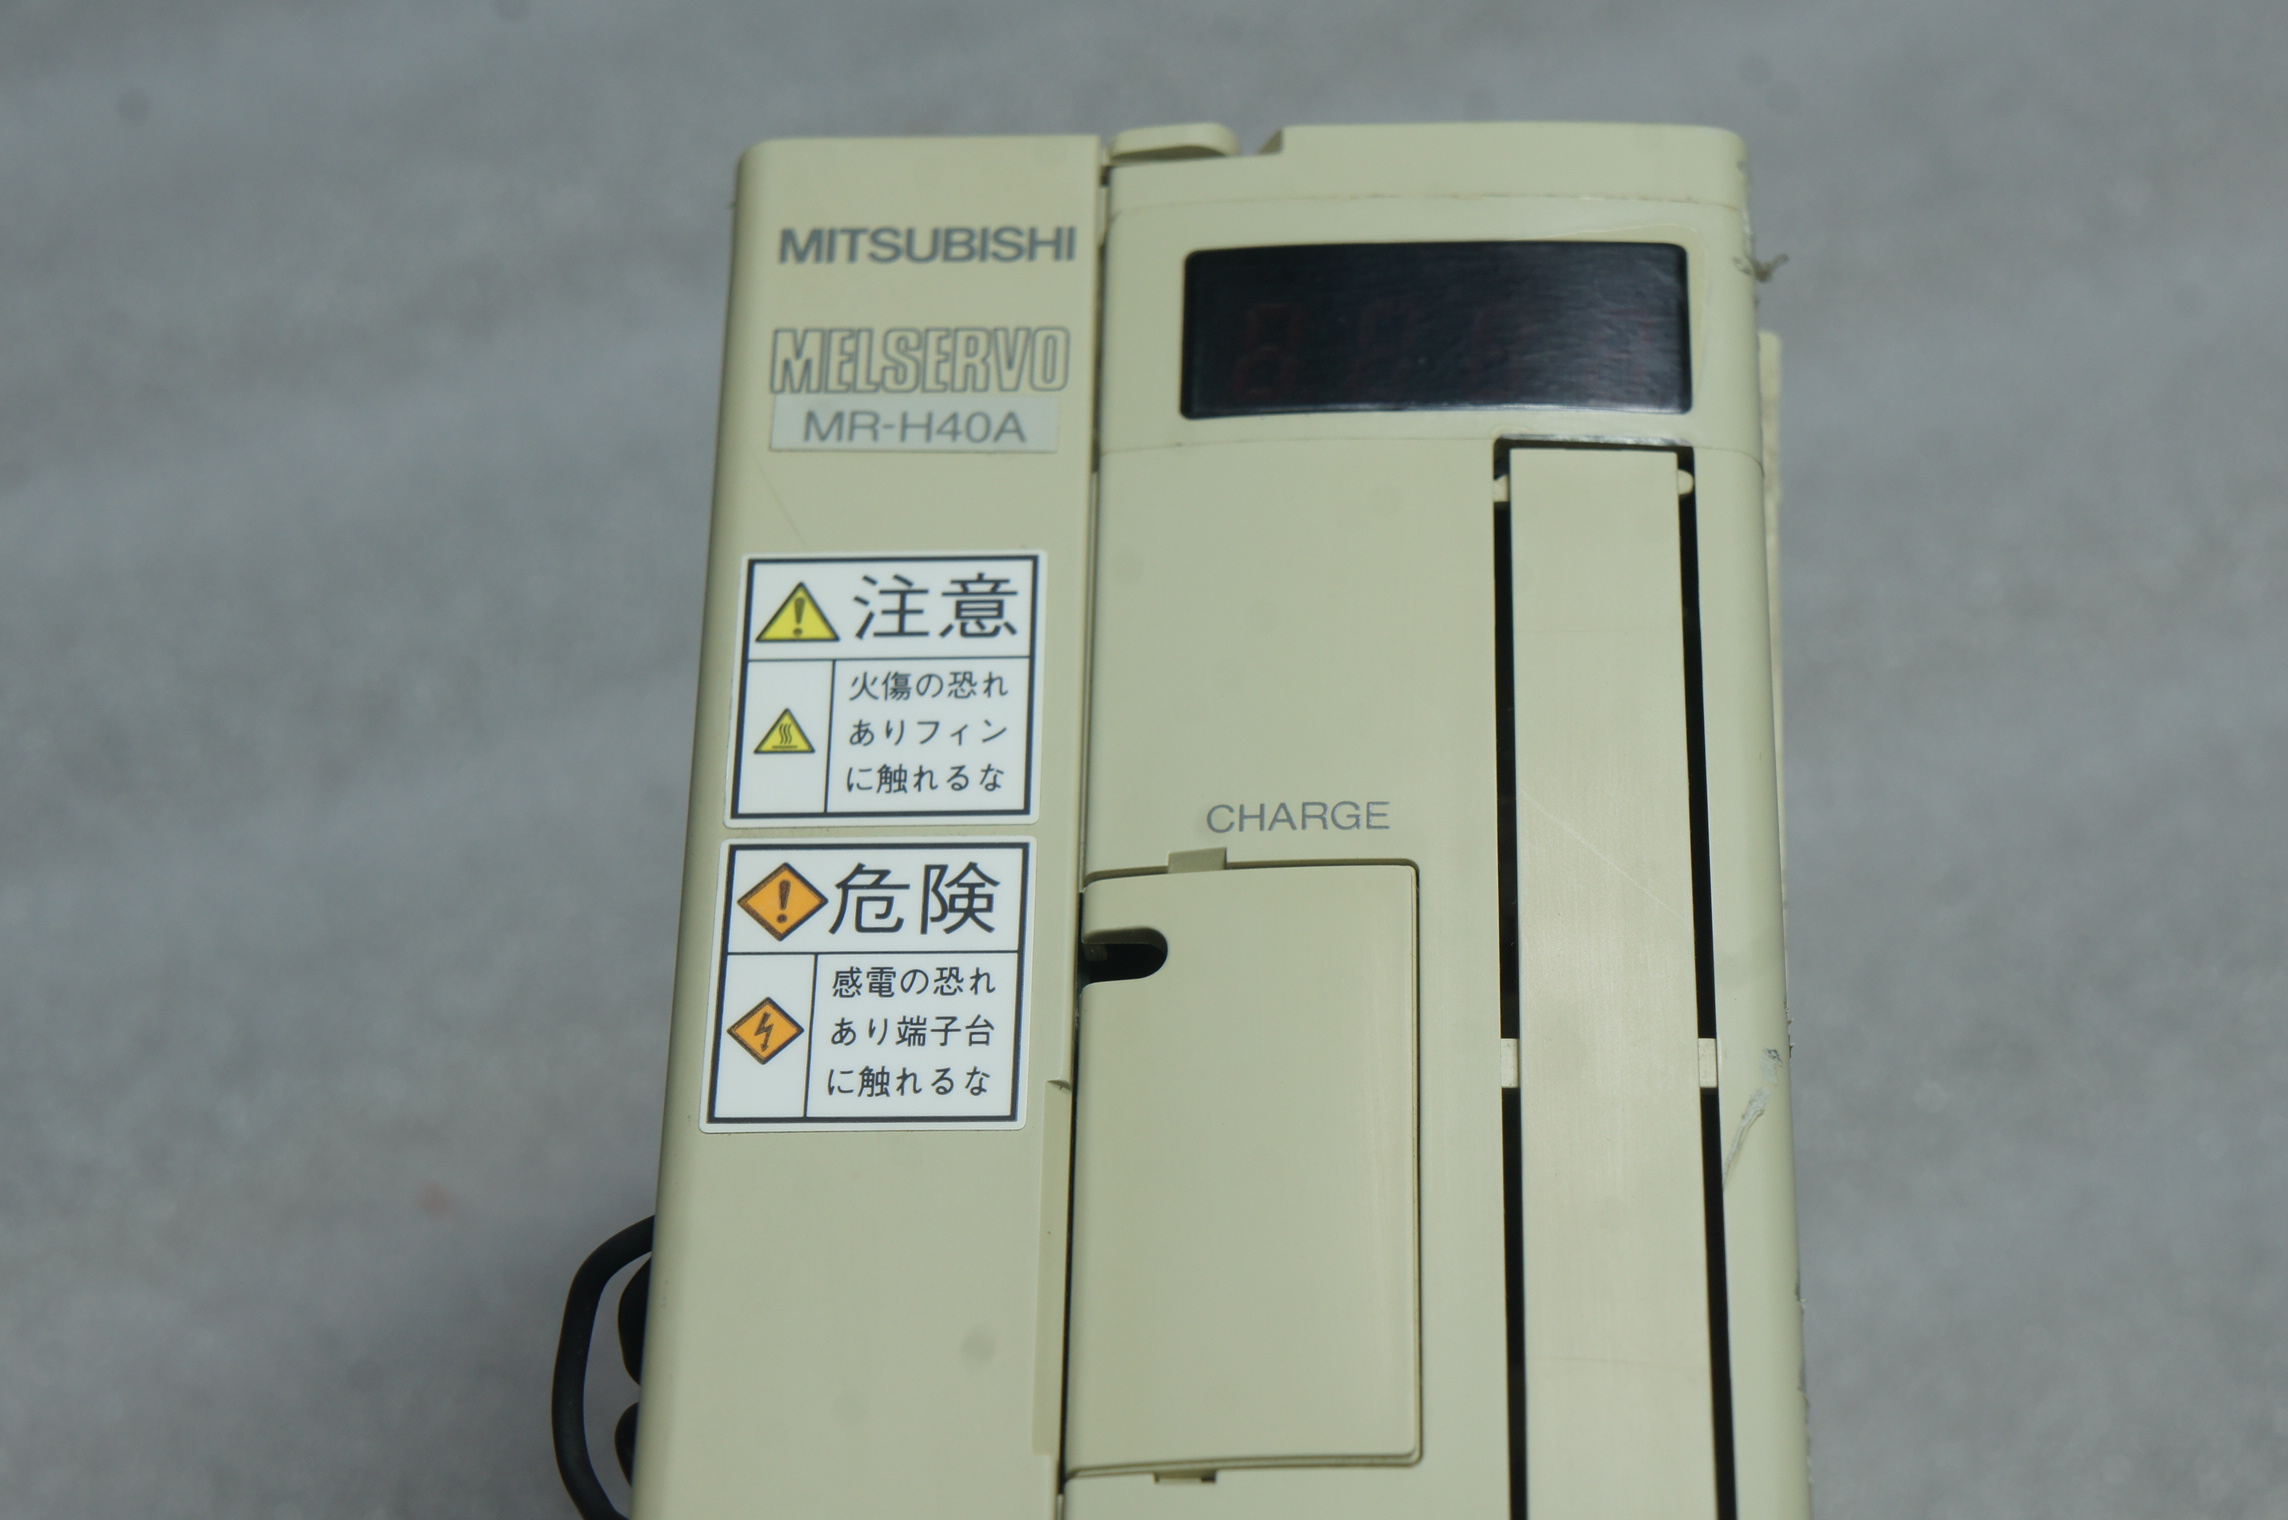 MITSUBISHI
MELSERVO
MR-H40A
注意
火傷の恐れ
ありフィン
に触れるな
危険
感電の恐れ
あり端子台
に触れるな
CHARGE